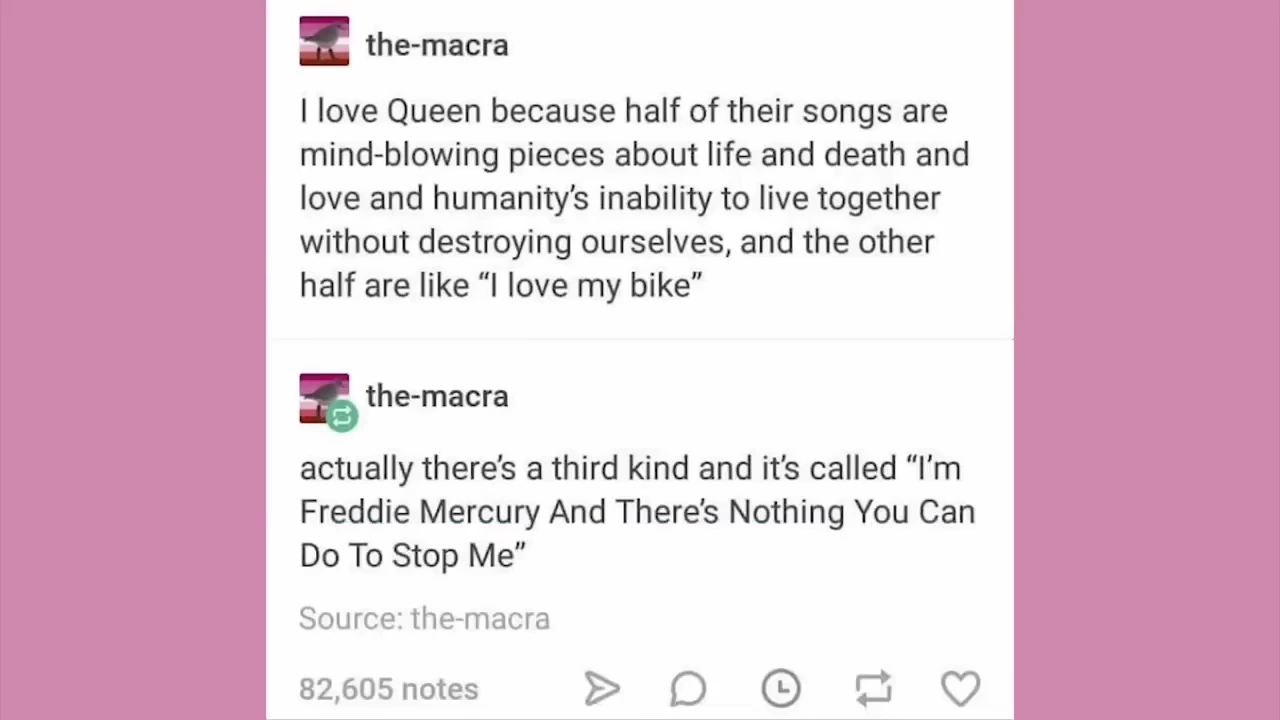 the-macra
I love Queen because half of their songs are
mind-blowing pieces about life and death and
love and humanity's inability to live together
without destroying ourselves, and the other
half are like “I love my bike”
the-macra
actually there's a third kind and it's called “I'm
Freddie Mercury And There's Nothing You Can
Do To Stop Me”
Source: the-macra
82,605 notes